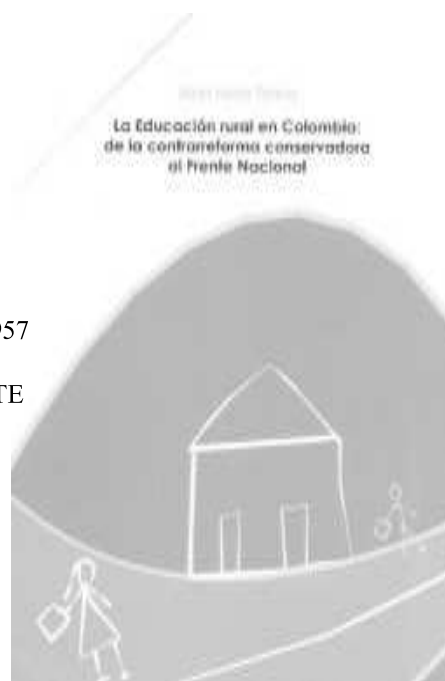 La Educación rural en Colombia:
de la contrarreforma conservadora
al Frente Nacional
957
TE